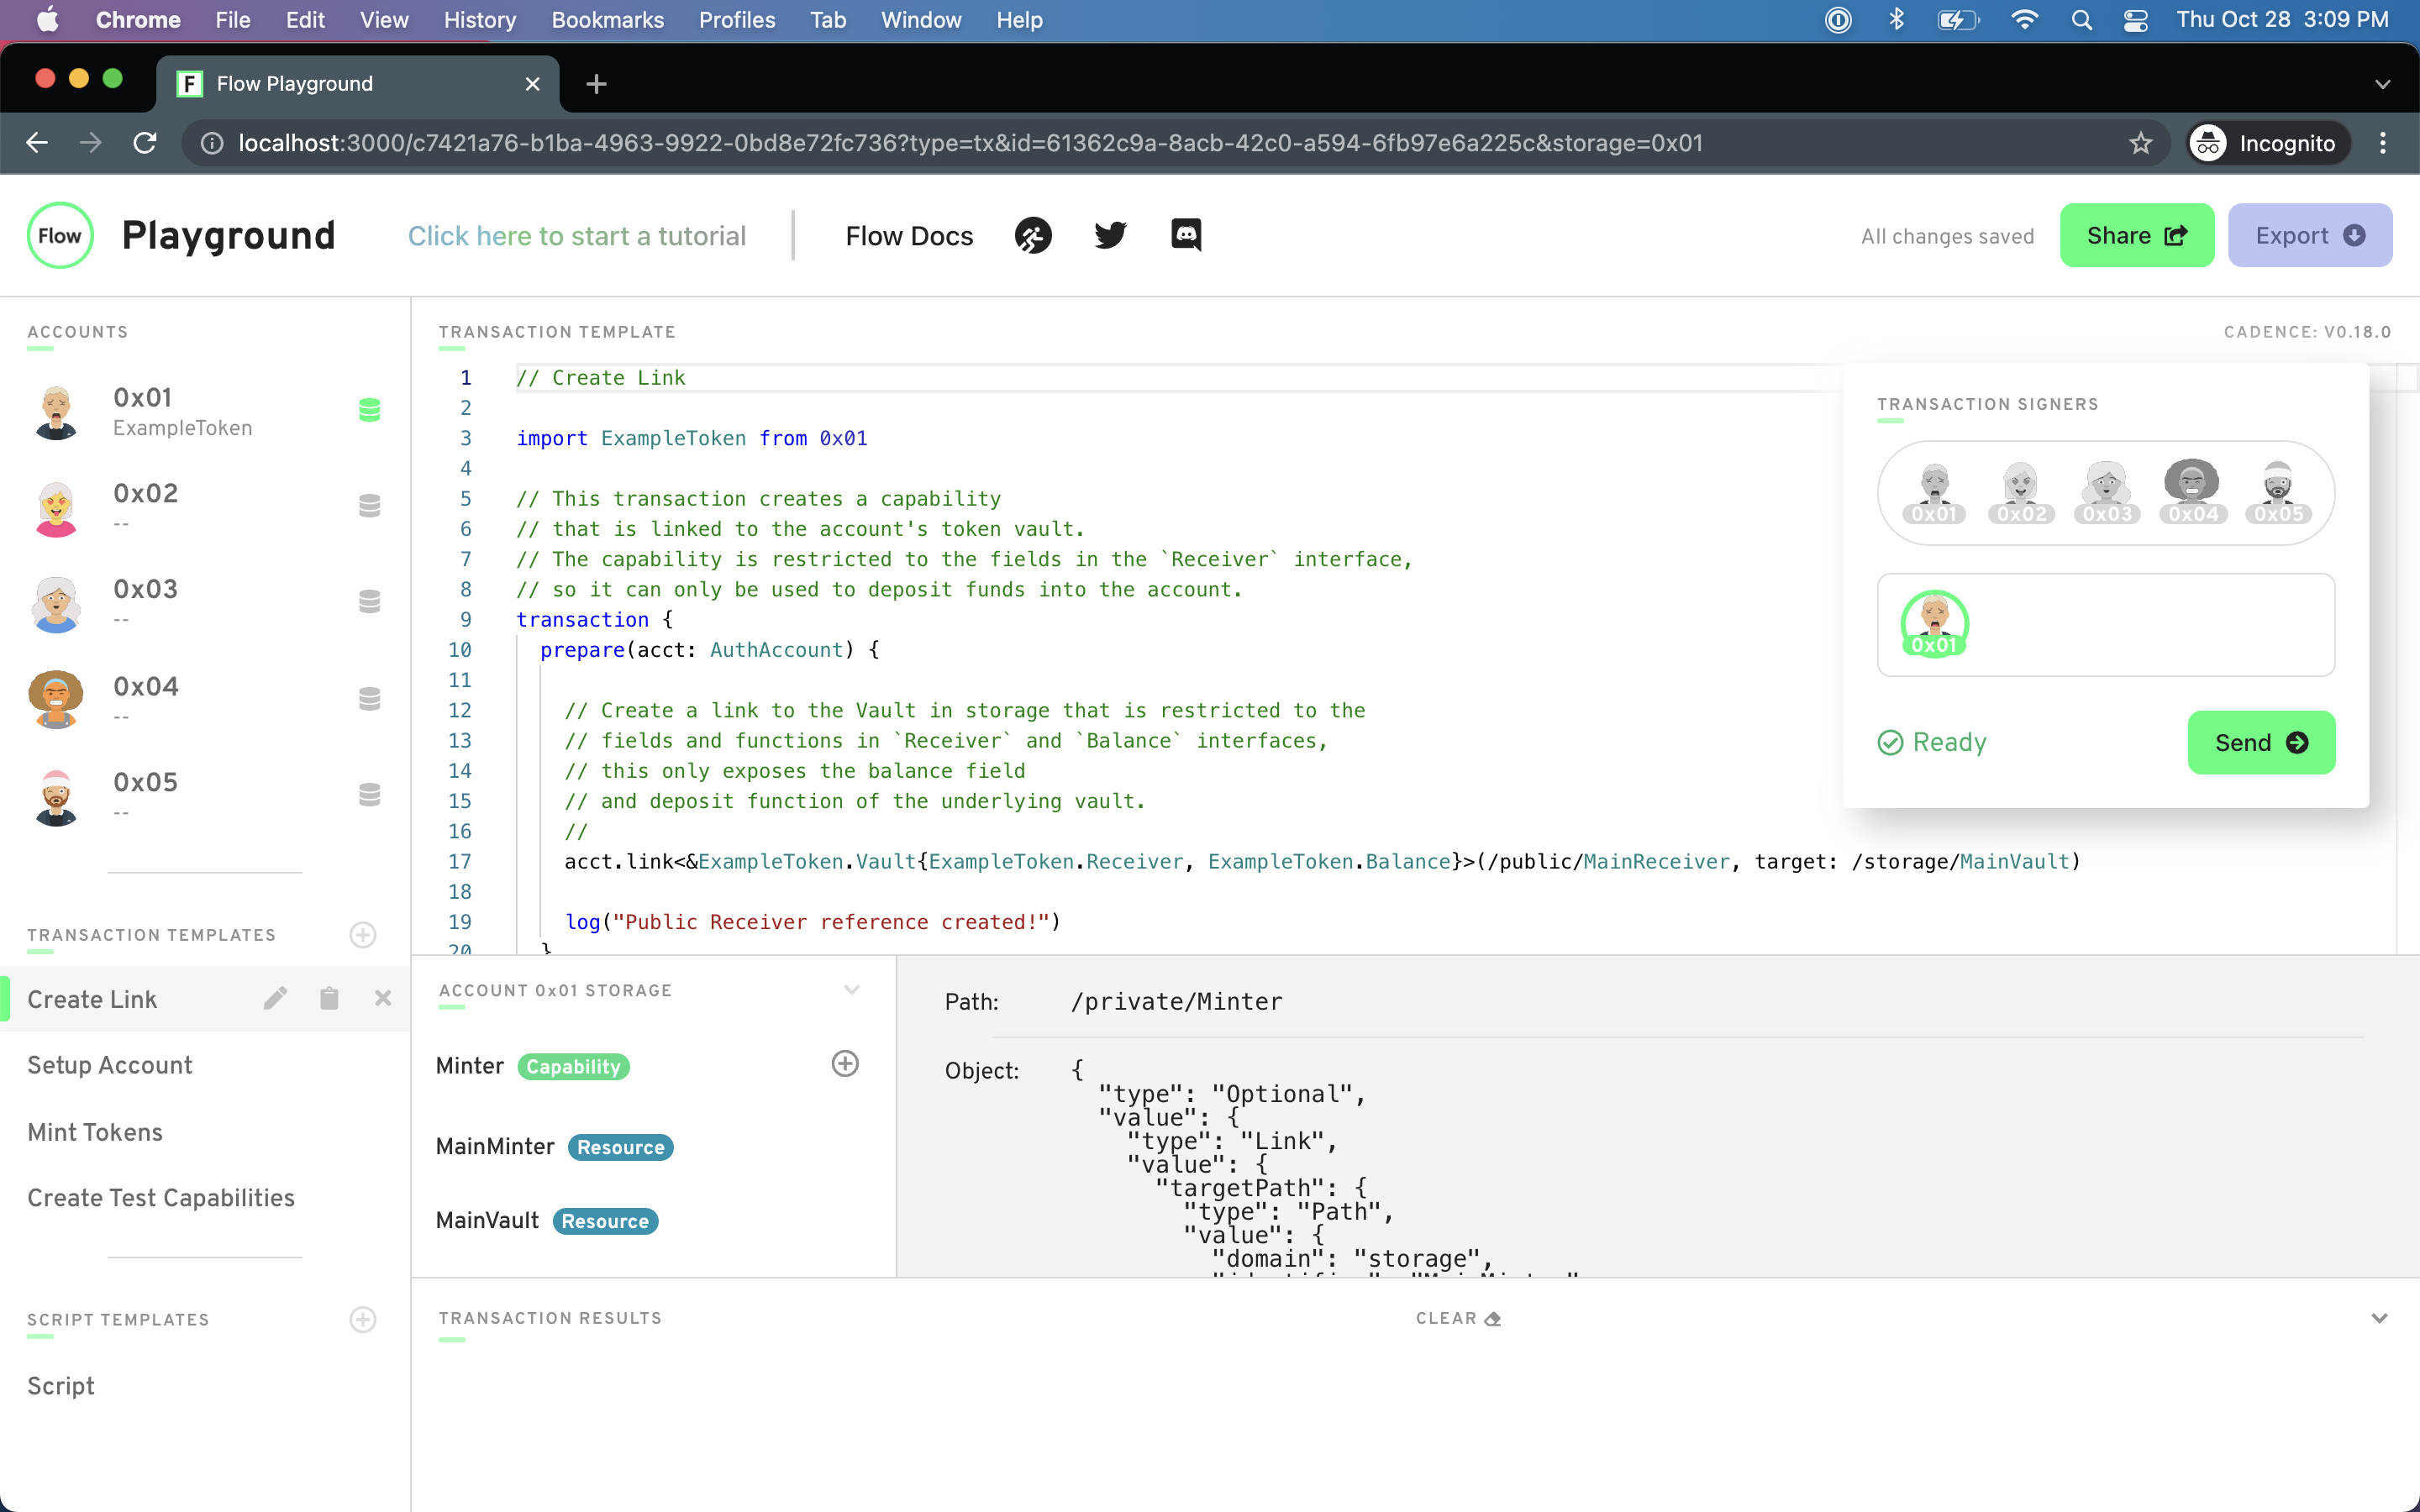 Chrome File Edit View History Bookmarks Profiles Tab Window Help Thu Oct 28 3:09 PM
F Flow Playground
localhost:3000/c7421a76-b1ba-4963-9922-0bd8e72fc736?type=tx&id=61362c9a-8acb-42c0-a594-6fb97e6a225c&storage=0x01 Incognito
Flow Playground Click here to start a tutorial Flow Docs All changes saved Share Export
ACCOUNTS
0x01
ExampleToken
0x02
--
0x03
--
0x04
--
0x05
--
TRANSACTION TEMPLATES
Create Link
Setup Account
Mint Tokens
Create Test Capabilities
SCRIPT TEMPLATES
Script
TRANSACTION TEMPLATE CADENCE: V0.18.0
1 // Create Link
2
3 import ExampleToken from 0x01
4
5 // This transaction creates a capability
6 // that is linked to the account's token vault.
7 // The capability is restricted to the fields in the `Receiver` interface,
8 // so it can only be used to deposit funds into the account.
9 transaction {
10 prepare(acct: AuthAccount) {
11
12 // Create a link to the Vault in storage that is restricted to the
13 // fields and functions in `Receiver` and `Balance` interfaces,
14 // this only exposes the balance field
15 // and deposit function of the underlying vault.
16 //
17 acct.link<&ExampleToken.Vault{ExampleToken.Receiver, ExampleToken.Balance}>(/public/MainReceiver, target: /storage/MainVault)
18
19 log("Public Receiver reference created!")
20 }
TRANSACTION SIGNERS
0x01 0x02 0x03 0x04 0x05
0x01
Ready Send
ACCOUNT 0x01 STORAGE
Minter Capability
MainMinter Resource
MainVault Resource
Path: /private/Minter
Object: {
"type": "Optional",
"value": {
"type": "Link",
"value": {
"targetPath": {
"type": "Path",
"value": {
"domain": "storage",
TRANSACTION RESULTS CLEAR